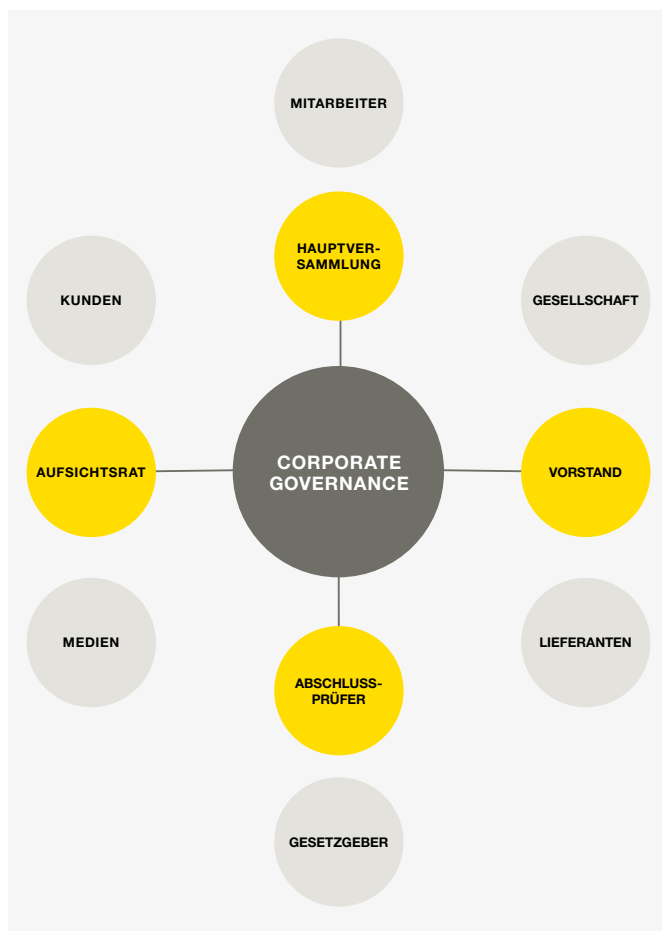 MITARBEITER
HAUPTVER-
SAMMLUNG
KUNDEN
GESELLSCHAFT
CORPORATE
GOVERNANCE
AUFSICHTSRAT
VORSTAND
MEDIEN
LIEFERANTEN
ABSCHLUSS-
PRÜFER
GESETZGEBER